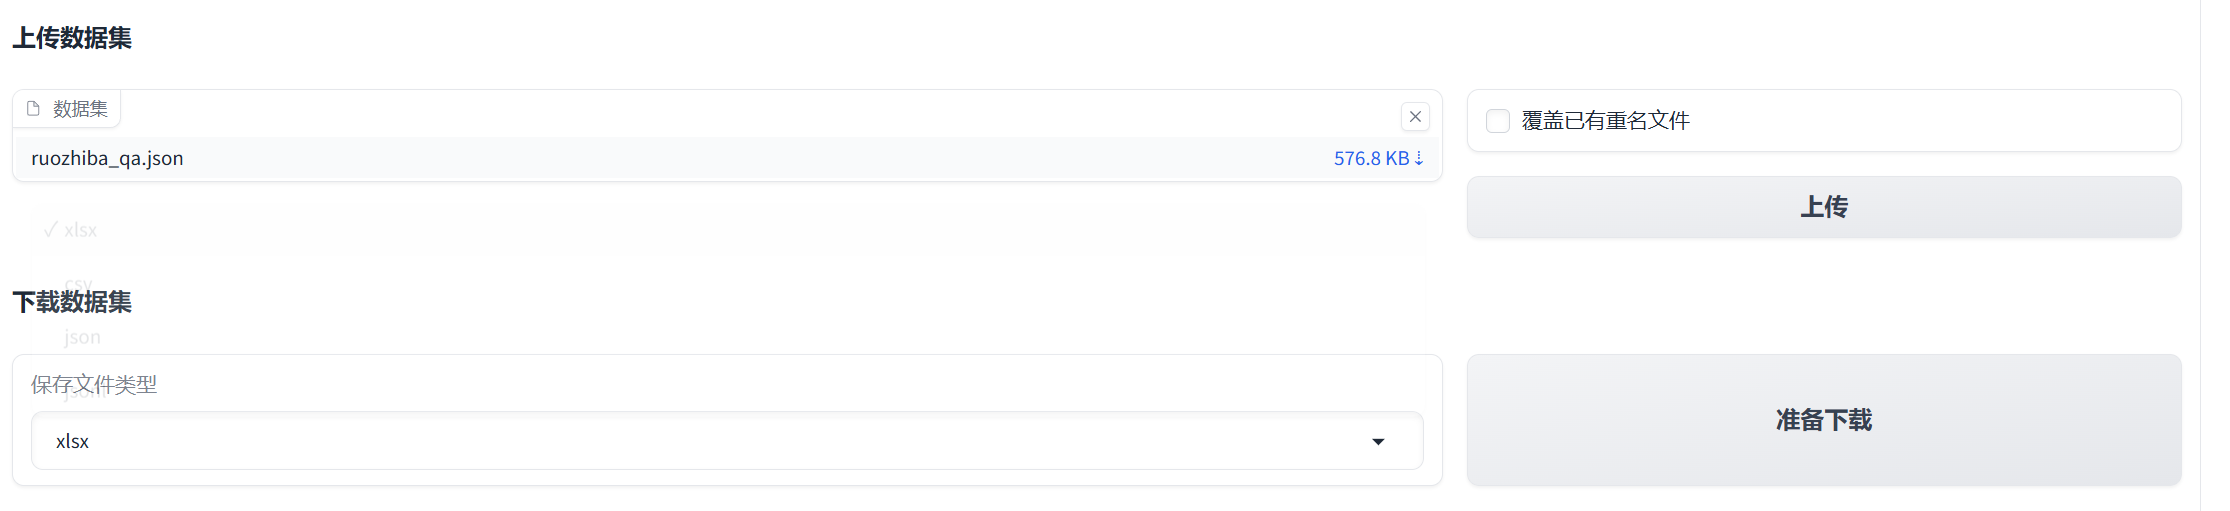 上传数据集
数据集
覆盖已有重名文件
ruozhiba_qa.json 576.8 KB ⇣
上传
✓ xlsx
csv
下载数据集
json
保存文件类型
jsonl
准备下载
xlsx